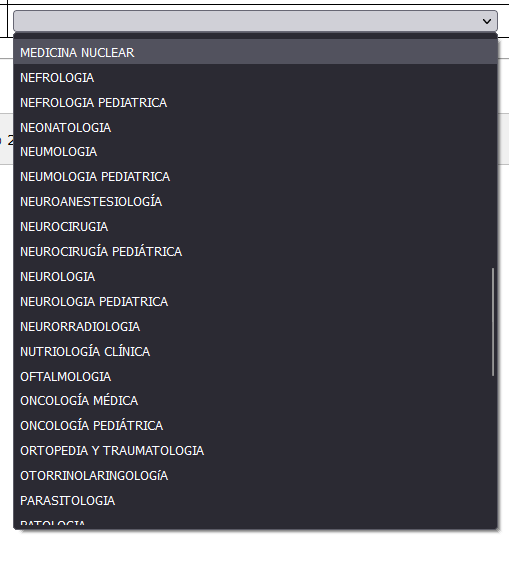 MEDICINA NUCLEAR
NEFROLOGIA
NEFROLOGIA PEDIATRICA
NEONATOLOGIA
NEUMOLOGIA
NEUMOLOGIA PEDIATRICA
NEUROANESTESIOLOGÍA
NEUROCIRUGIA
NEUROCIRUGÍA PEDIÁTRICA
NEUROLOGIA
NEUROLOGIA PEDIATRICA
NEURORRADIOLOGIA
NUTRIOLOGÍA CLÍNICA
OFTALMOLOGIA
ONCOLOGÍA MÉDICA
ONCOLOGÍA PEDIÁTRICA
ORTOPEDIA Y TRAUMATOLOGIA
OTORRINOLARINGOLOGíA
PARASITOLOGIA
PATOLOGIA